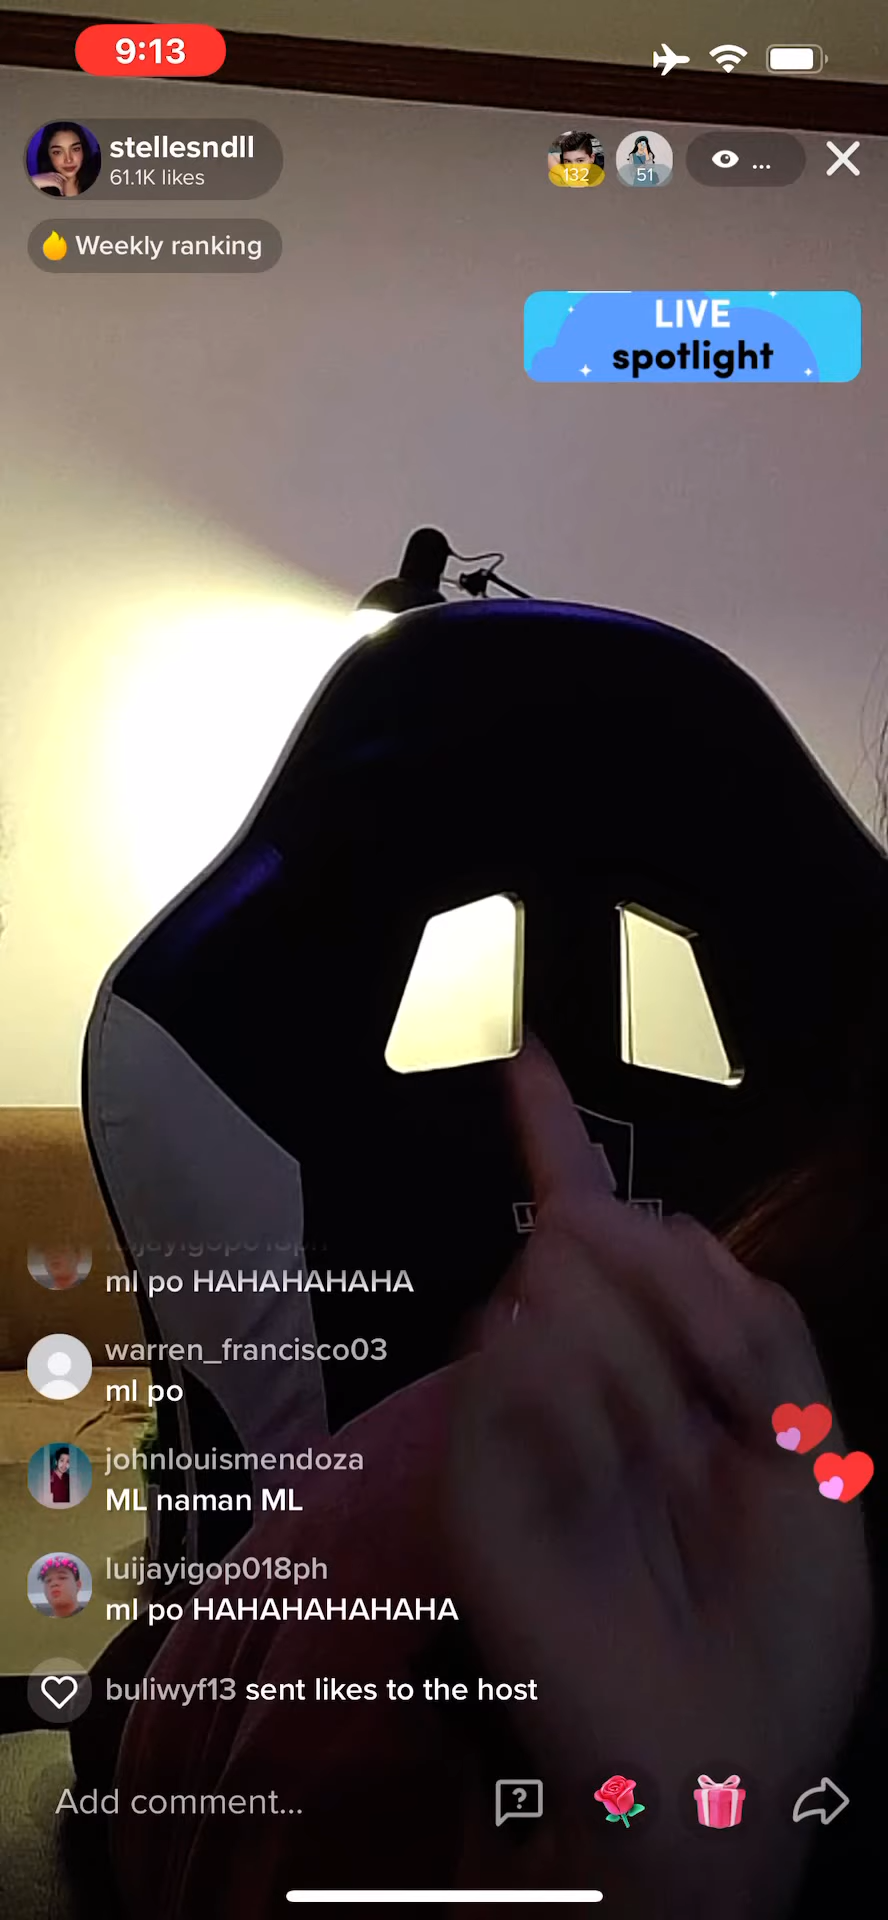 9:13
stellesndll
61.1K likes
132
51
...
Weekly ranking
LIVE
spotlight
ml po HAHAHAHAHA
warren_francisco03
ml po
johnlouismendoza
ML naman ML
luijayigop018ph
ml po HAHAHAHAHAHA
buliwyf13 sent likes to the host
Add comment...